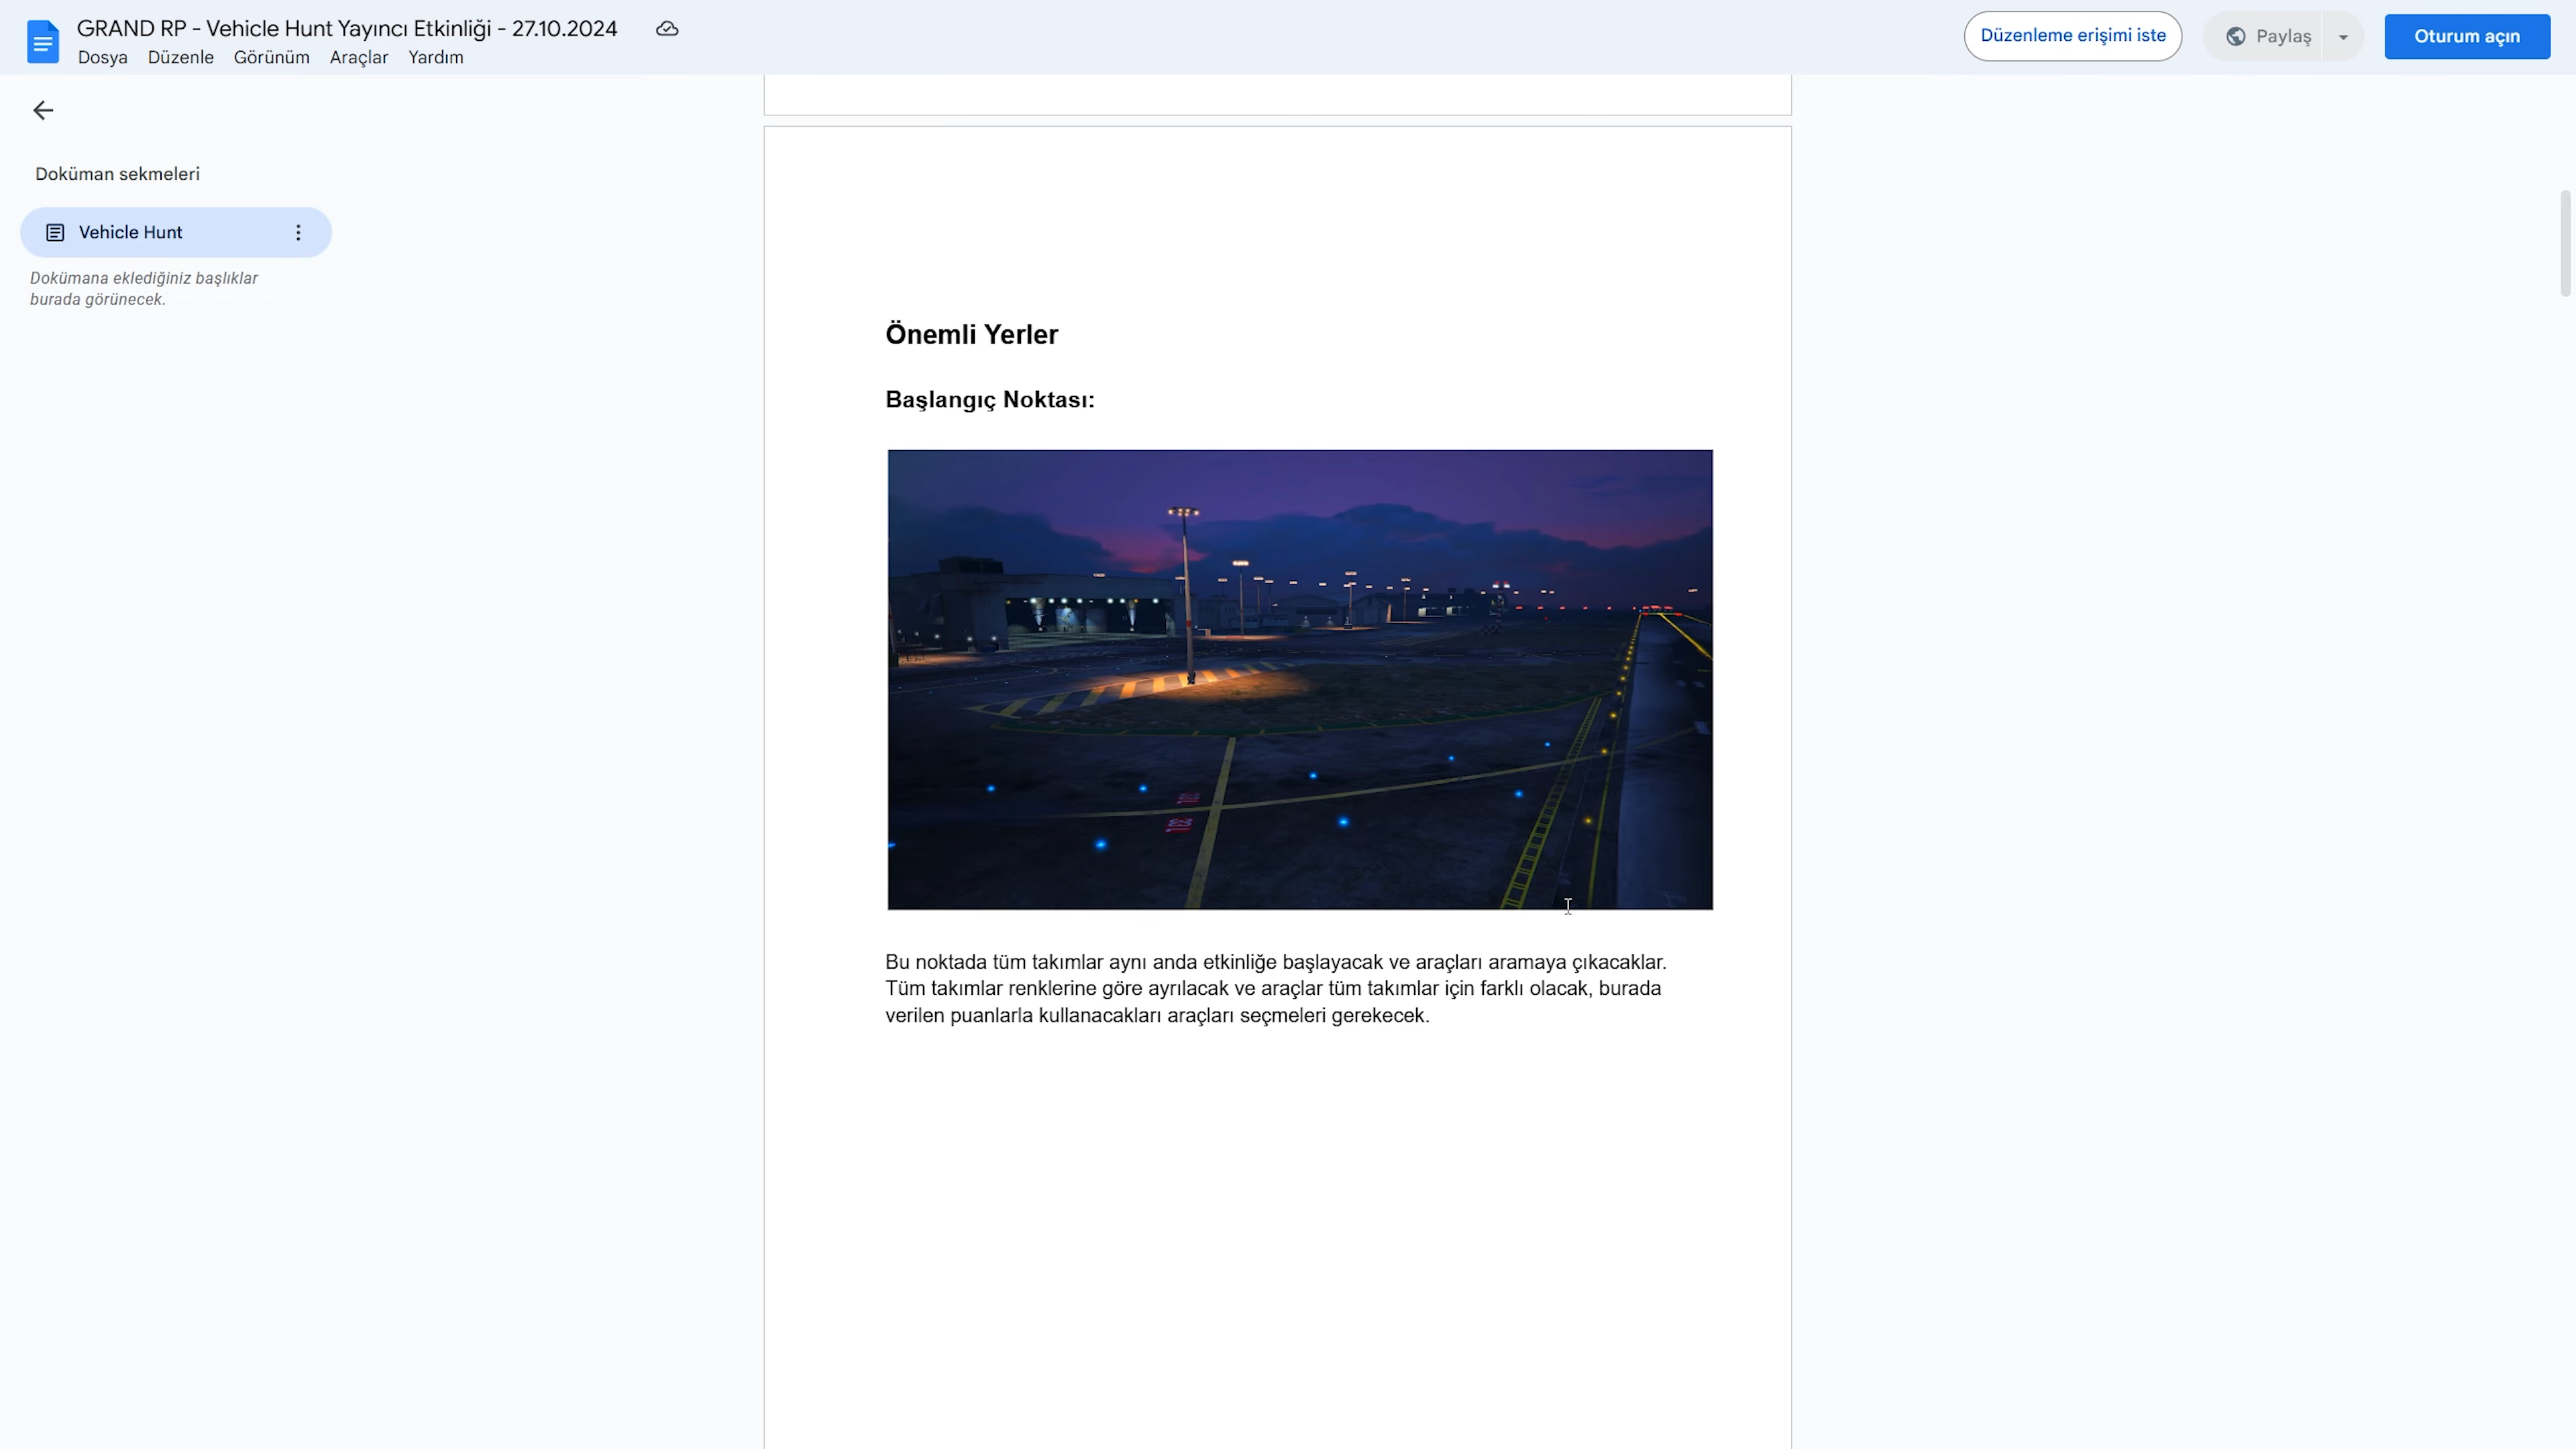 GRAND RP - Vehicle Hunt Yayıncı Etkinliği - 27.10.2024
Dosya Düzenle Görünüm Araçlar Yardım
Düzenleme erişimi iste
Paylaş
Oturum açın
Doküman sekmeleri
Vehicle Hunt
Dokümana eklediğiniz başlıklar
burada görünecek.
Önemli Yerler
Başlangıç Noktası:
Bu noktada tüm takımlar aynı anda etkinliğe başlayacak ve araçları aramaya çıkacaklar.
Tüm takımlar renklerine göre ayrılacak ve araçlar tüm takımlar için farklı olacak, burada
verilen puanlarla kullanacakları araçları seçmeleri gerekecek.